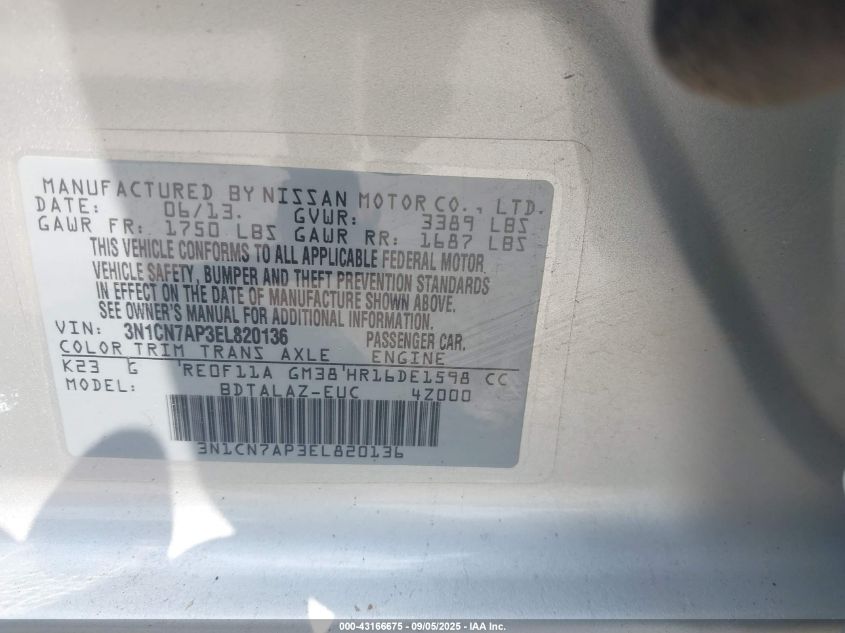 MANUFACTURED BY NISSAN MOTOR CO., LTD.
DATE: 06/13. GVWR: 3389 LBS
GAWR FR: 1750 LBS GAWR RR: 1687 LBS
THIS VEHICLE CONFORMS TO ALL APPLICABLE FEDERAL MOTOR
VEHICLE SAFETY, BUMPER AND THEFT PREVENTION STANDARDS
IN EFFECT ON THE DATE OF MANUFACTURE SHOWN ABOVE.
SEE OWNER'S MANUAL FOR ADDITIONAL INFORMATION.
VIN: 3N1CN7AP3EL820136 PASSENGER CAR.
COLOR TRIM TRANS AXLE ENGINE
K23 G 'RE0F11A GM38'HR16DE1598 CC
MODEL: BDTALAZ-EUC 4Z000
3N1CN7AP3EL820136
000-43166675 - 09/05/2025 - IAA Inc.